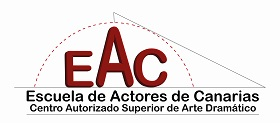 EAC
Escuela de Actores de Canarias
Centro Autorizado Superior de Arte Dramático